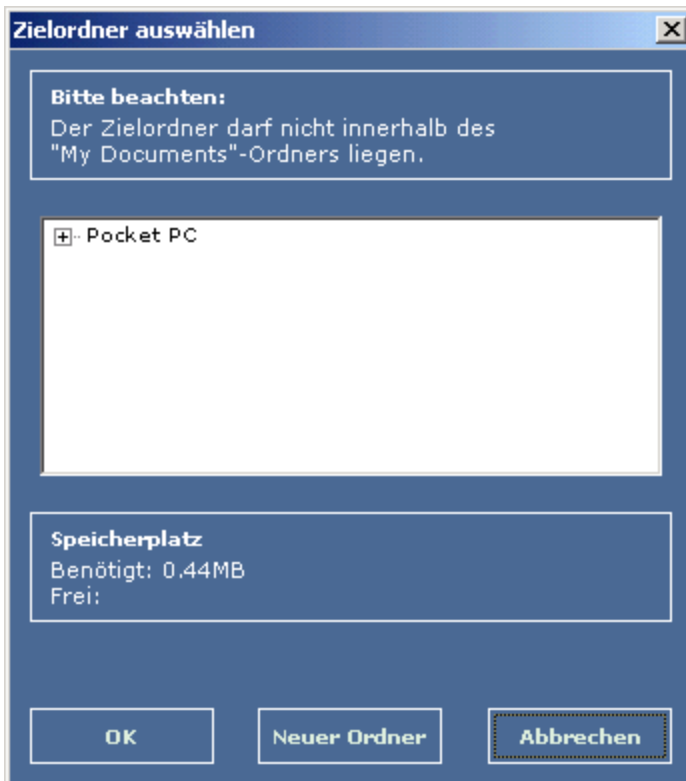 Zielordner auswählen
Bitte beachten:
Der Zielordner darf nicht innerhalb des
"My Documents"-Ordners liegen.
Pocket PC
Speicherplatz
Benötigt: 0.44MB
Frei:
OK
Neuer Ordner
Abbrechen